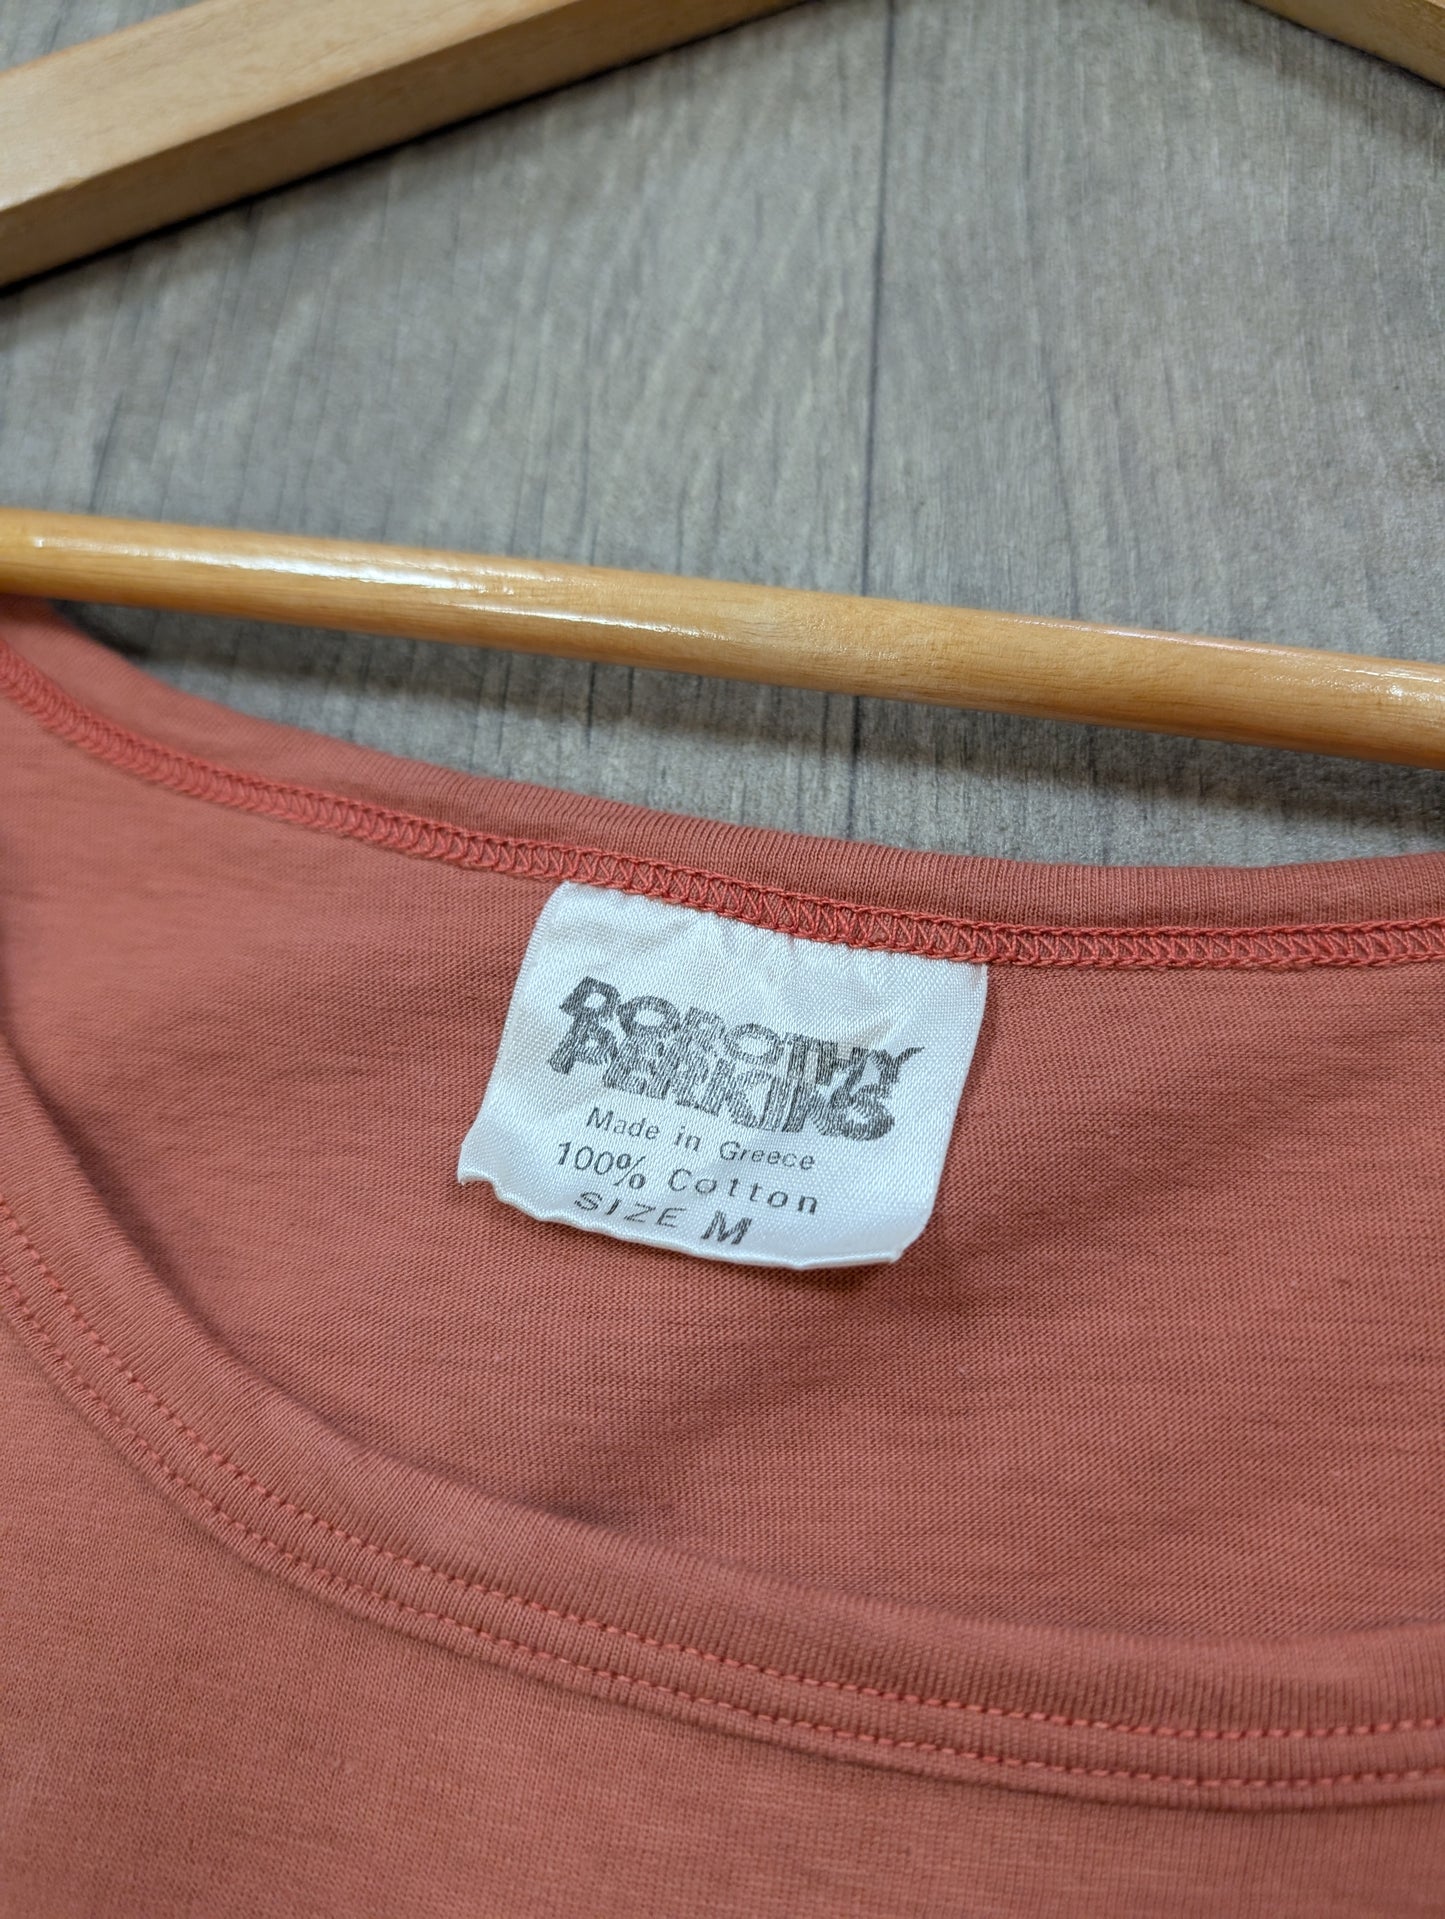 DOROTHY
PERKINS
Made in Greece
100% Cotton
SIZE M